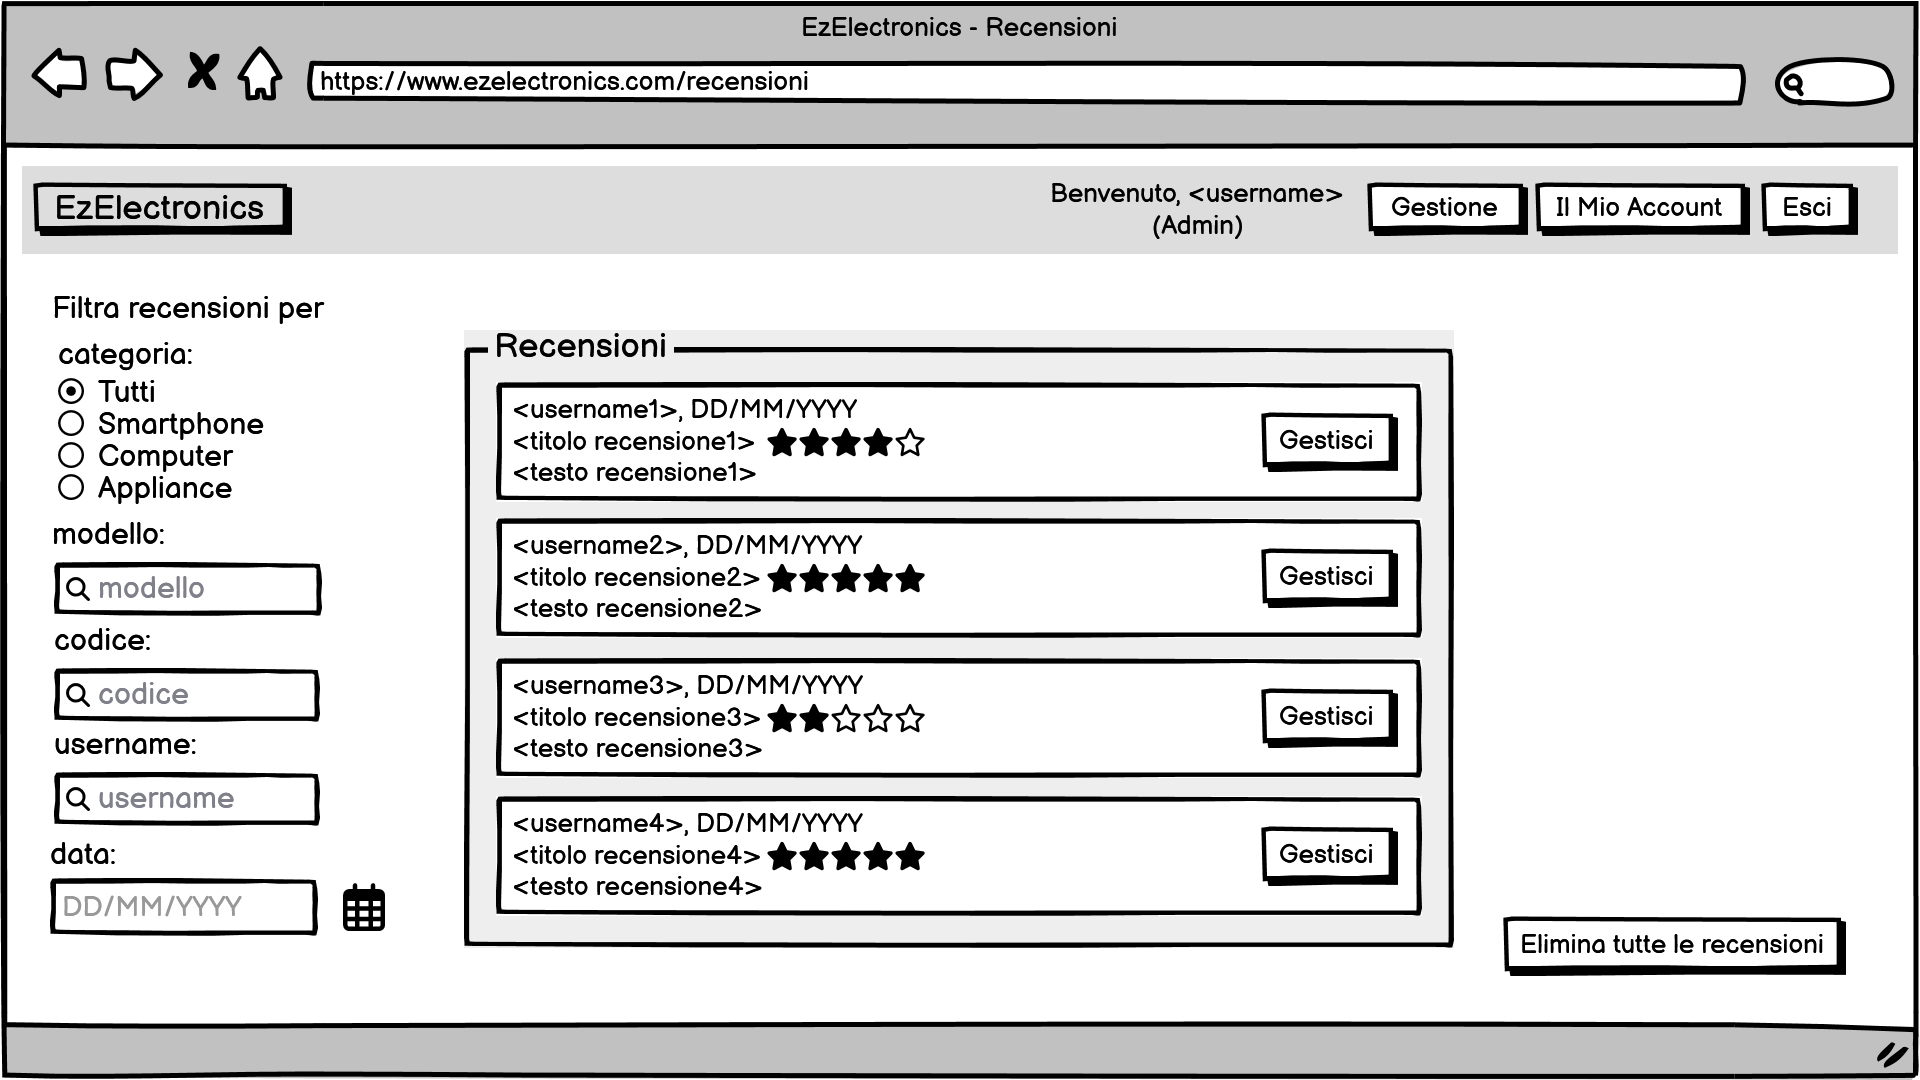 EzElectronics - Recensioni
https://www.ezelectronics.com/recensioni
EzElectronics
Benvenuto, <username>
(Admin)
Gestione
Il Mio Account
Esci
Filtra recensioni per
categoria:
Tutti
Smartphone
Computer
Appliance
modello:
modello
codice:
codice
username:
username
data:
DD/MM/YYYY
Recensioni
<username1>, DD/MM/YYYY
<titolo recensione1>
<testo recensione1>
Gestisci
<username2>, DD/MM/YYYY
<titolo recensione2>
<testo recensione2>
Gestisci
<username3>, DD/MM/YYYY
<titolo recensione3>
<testo recensione3>
Gestisci
<username4>, DD/MM/YYYY
<titolo recensione4>
<testo recensione4>
Gestisci
Elimina tutte le recensioni